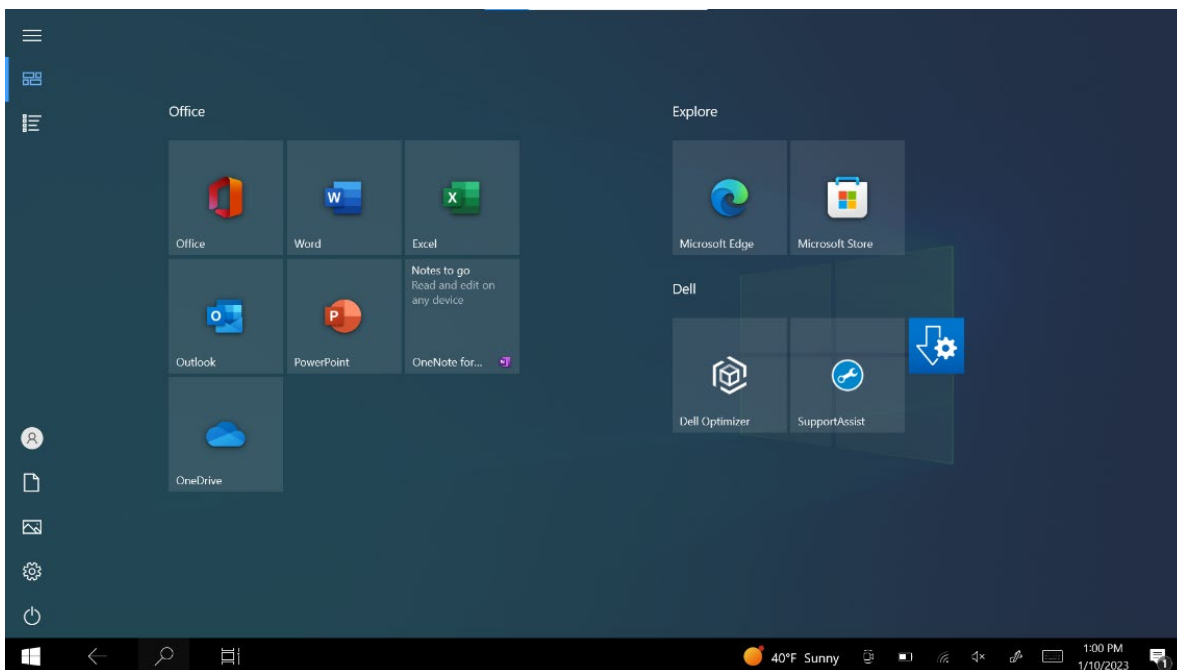 Office
Office
Word
Excel
Outlook
PowerPoint
Notes to go
Read and edit on
any device
OneNote for...
OneDrive
Explore
Microsoft Edge
Microsoft Store
Dell
Dell Optimizer
SupportAssist
40°F Sunny
1:00 PM
1/10/2023
1